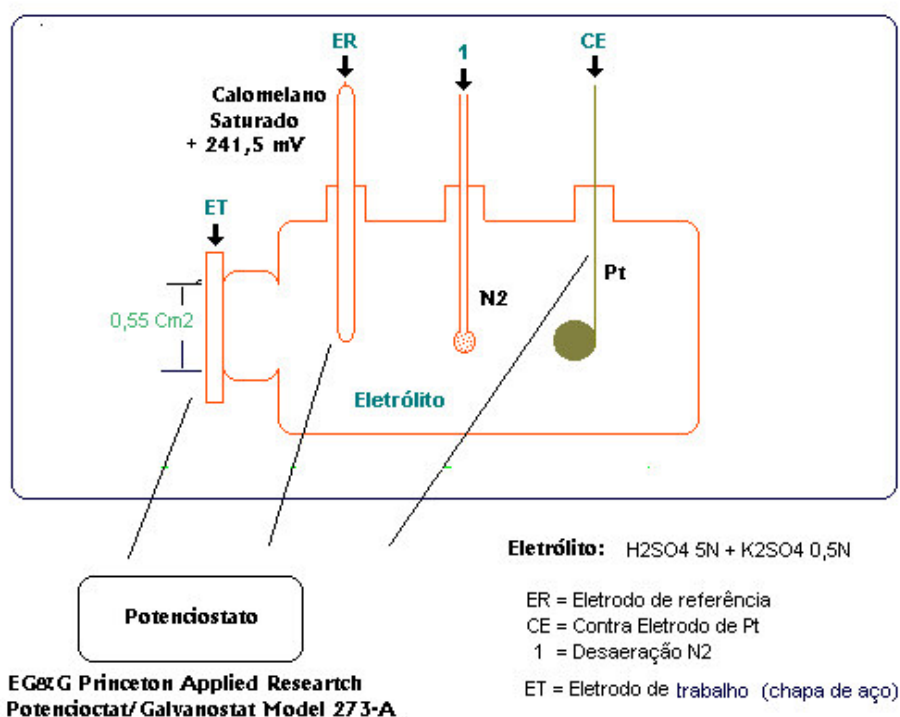 ER
1
CE
Calomelano
Saturado
+ 241,5 mV
ET
Pt
N2
0,55 Cm2
Eletrólito
Eletrólito: H2SO4 5N + K2SO4 0,5N
Potenciostato
ER = Eletrodo de referência
CE = Contra Eletrodo de Pt
1 = Desaeração N2
ET = Eletrodo de trabalho (chapa de aço)
EG&G Princeton Applied Researtch
Potencioctat/Galvanostat Model 273-A